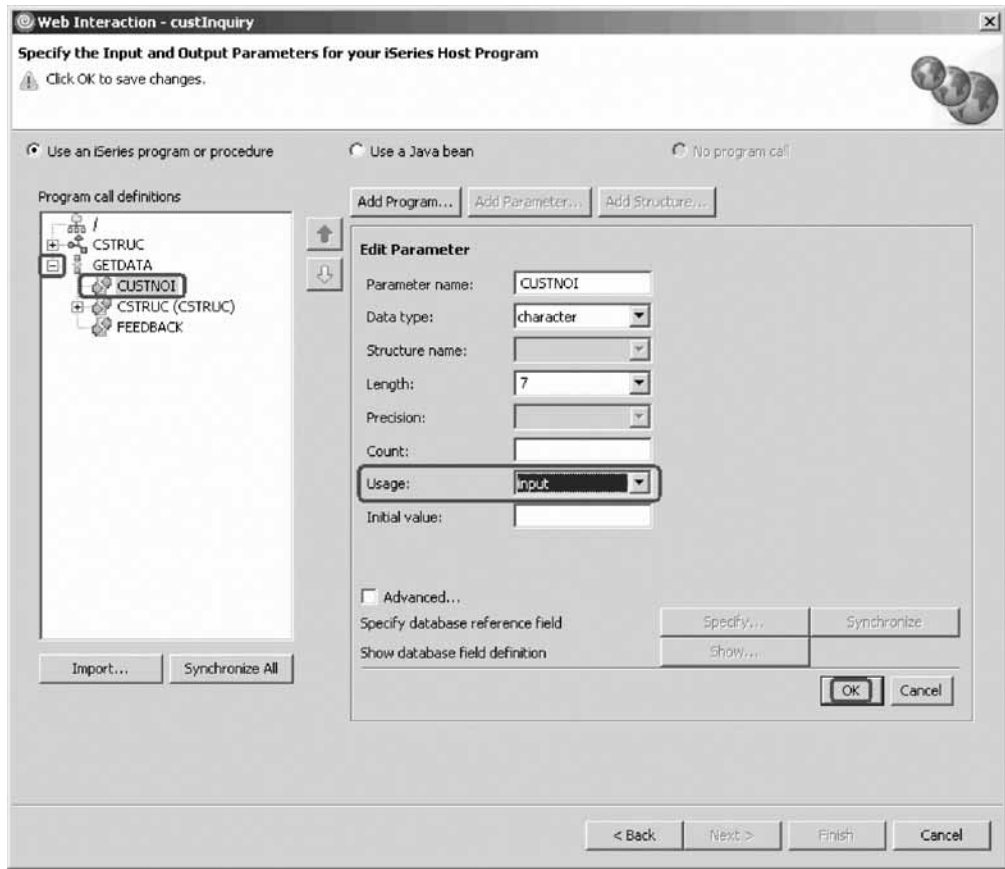 Web Interaction - custInquiry
Specify the Input and Output Parameters for your iSeries Host Program
Click OK to save changes.
Use an iSeries program or procedure
Use a Java bean
No program call
Program call definitions
Add Program...
Add Parameter...
Add Structure...
/
CSTRUC
GETDATA
CUSTNOI
CSTRUC (CSTRUC)
FEEDBACK
Edit Parameter
Parameter name: CUSTNOI
Data type: character
Structure name:
Length: 7
Precision:
Count:
Usage: input
Initial value:
Advanced...
Specify database reference field
Specify...
Synchronize
Show database field definition
Show...
Import...
Synchronize All
OK
Cancel
< Back
Next >
Finish
Cancel